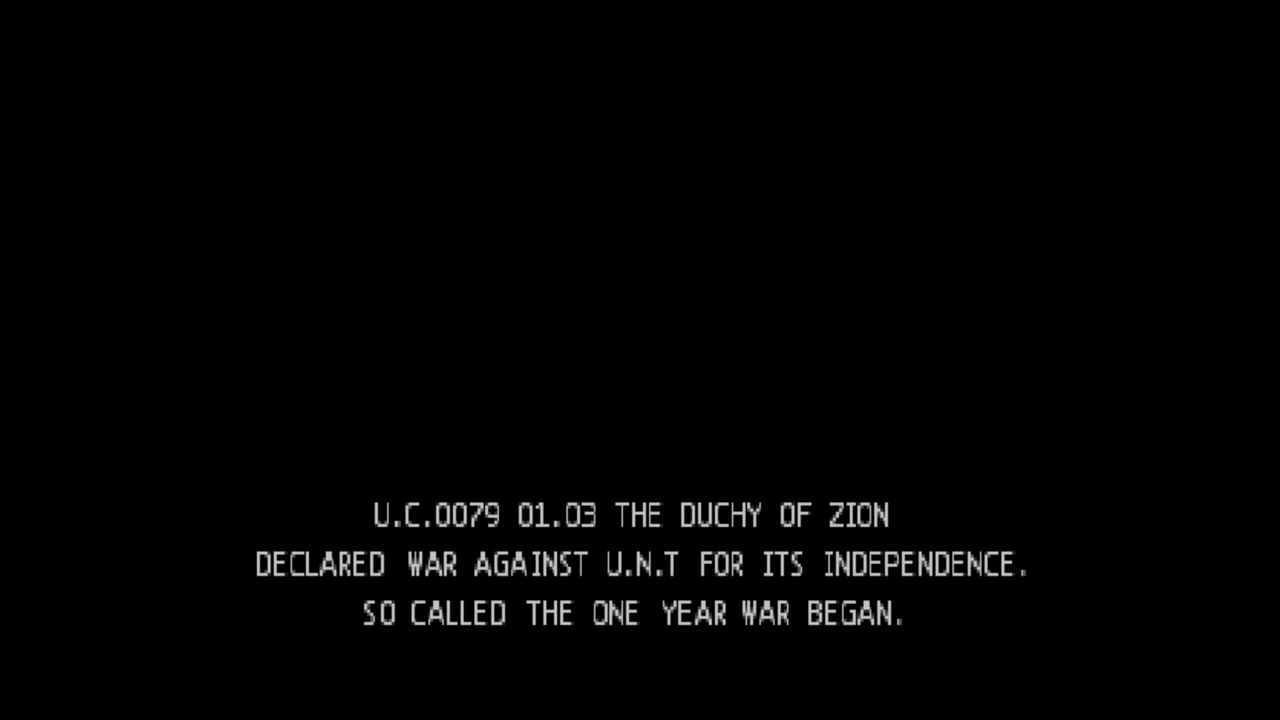 U.C.0079 01.03 THE DUCHY OF ZION
DECLARED WAR AGAINST U.N.T FOR ITS INDEPENDENCE.
SO CALLED THE ONE YEAR WAR BEGAN.